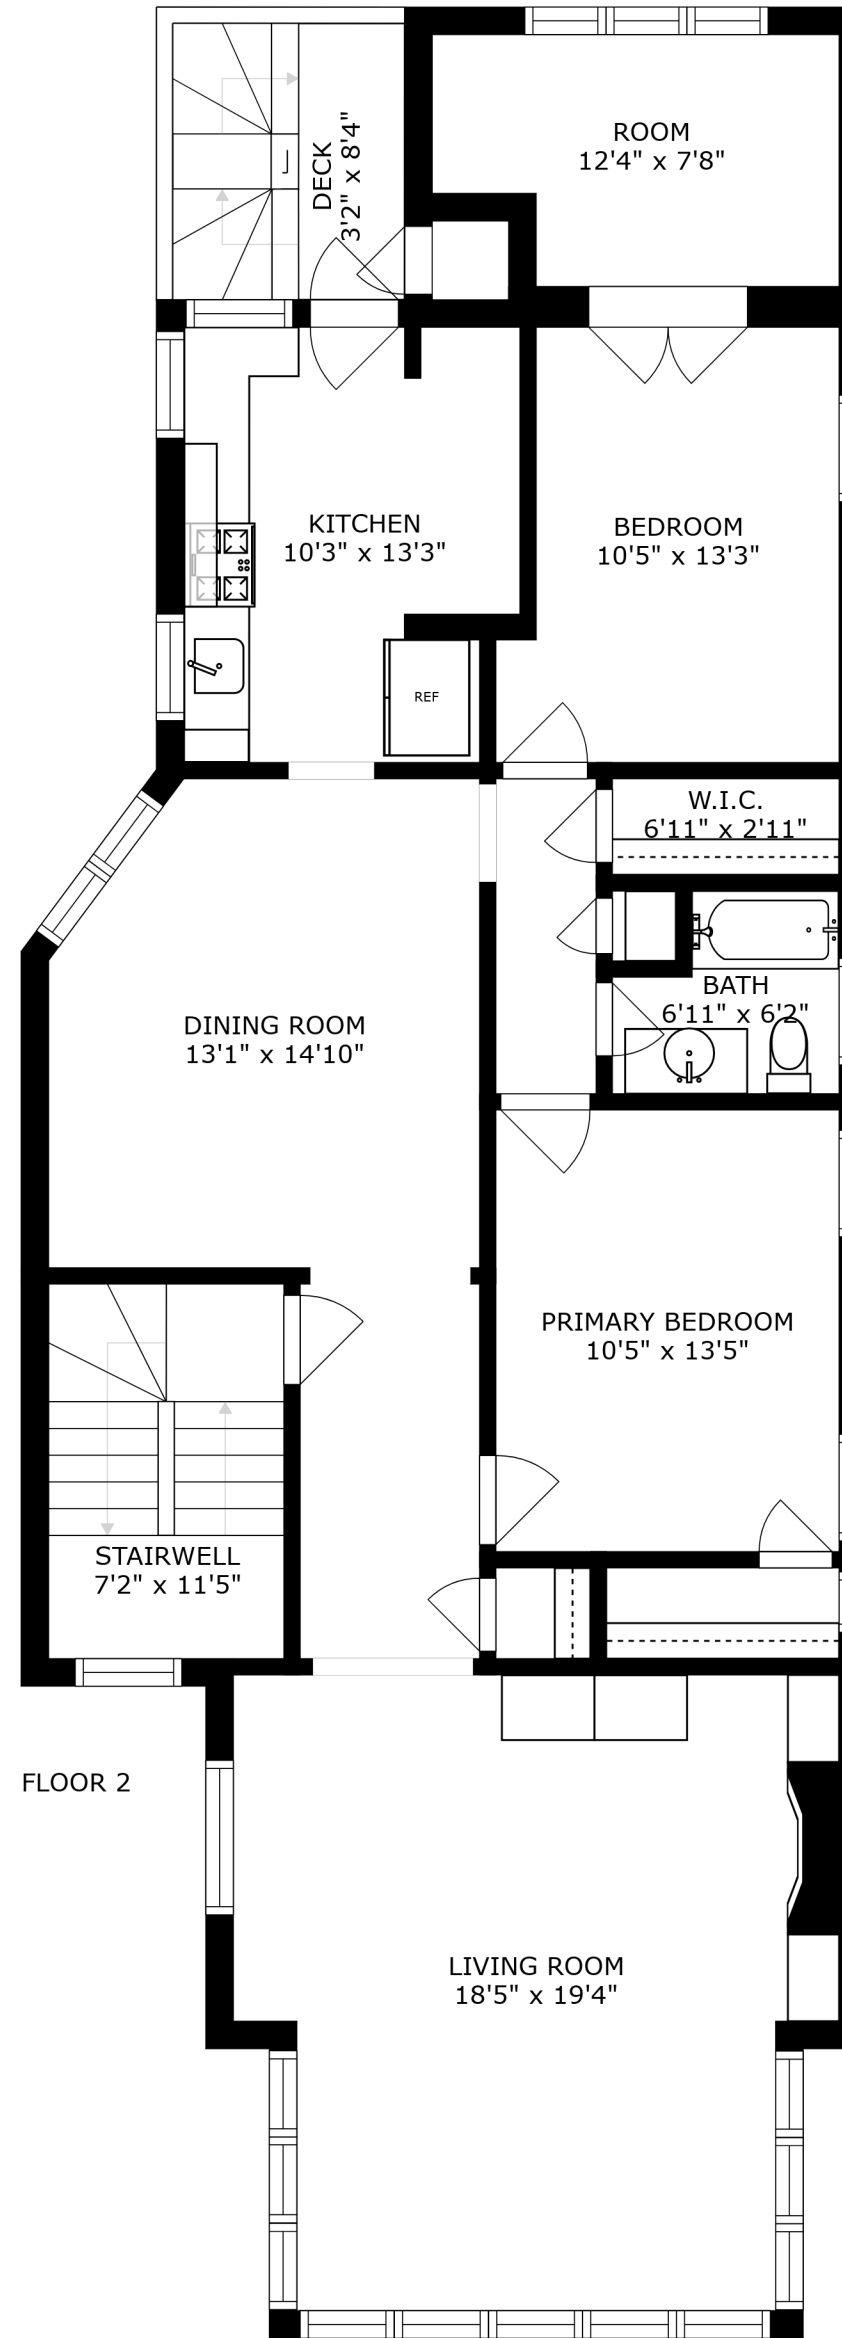 ROOM
12'4" x 7'8"
DECK
3'2" x 8'4"
KITCHEN
10'3" x 13'3"
BEDROOM
10'5" x 13'3"
REF
W.I.C.
6'11" x 2'11"
BATH
6'11" x 6'2"
DINING ROOM
13'1" x 14'10"
PRIMARY BEDROOM
10'5" x 13'5"
STAIRWELL
7'2" x 11'5"
FLOOR 2
LIVING ROOM
18'5" x 19'4"